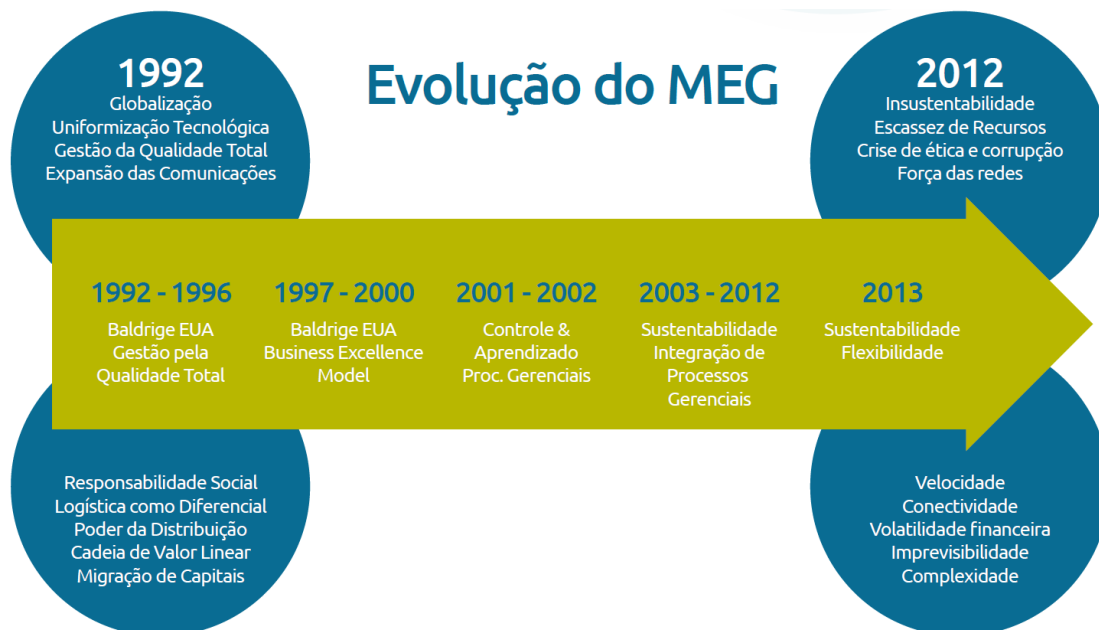 Evolução do MEG
1992
Globalização
Uniformização Tecnológica
Gestão da Qualidade Total
Expansão das Comunicações
2012
Insustentabilidade
Escassez de Recursos
Crise de ética e corrupção
Força das redes
1992 - 1996
Baldrige EUA
Gestão pela
Qualidade Total
1997 - 2000
Baldrige EUA
Business Excellence
Model
2001 - 2002
Controle &
Aprendizado
Proc. Gerenciais
2003 - 2012
Sustentabilidade
Integração de
Processos
Gerenciais
2013
Sustentabilidade
Flexibilidade
Responsabilidade Social
Logística como Diferencial
Poder da Distribuição
Cadeia de Valor Linear
Migração de Capitais
Velocidade
Conectividade
Volatilidade financeira
Imprevisibilidade
Complexidade